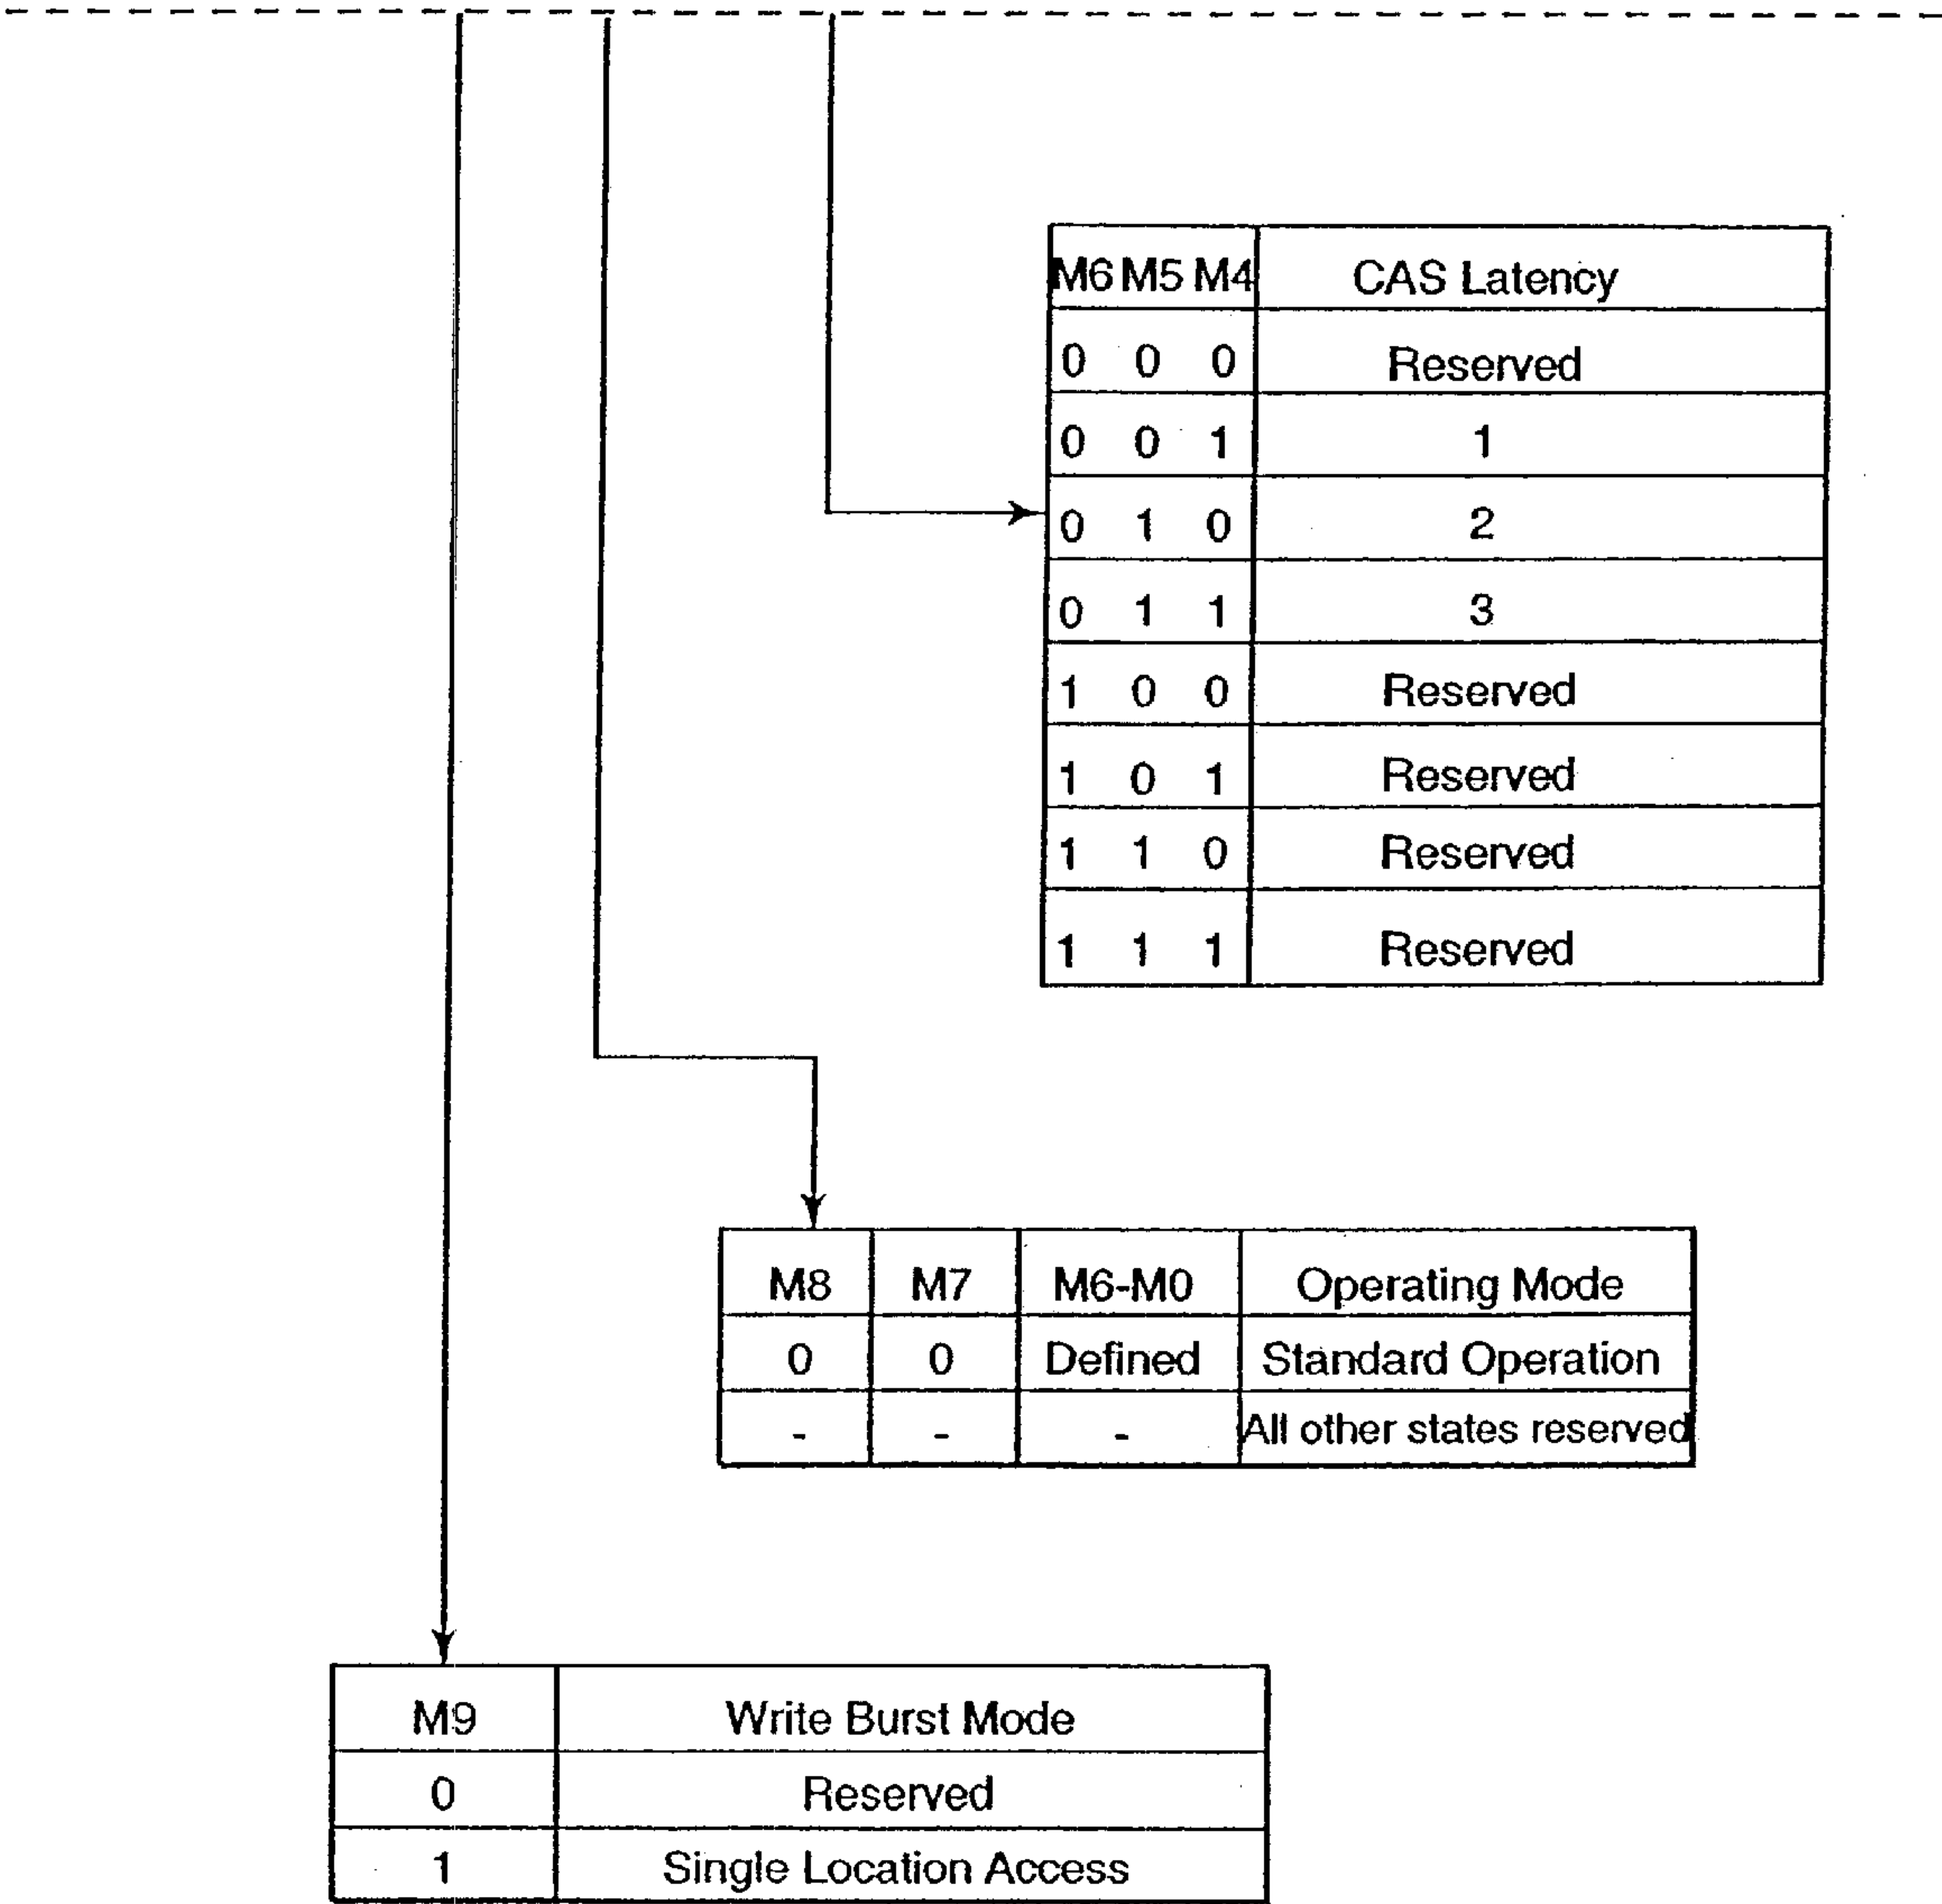 M6 M5 M4 CAS Latency
0 0 0 Reserved
0 0 1 1
0 1 0 2
0 1 1 3
1 0 0 Reserved
1 0 1 Reserved
1 1 0 Reserved
1 1 1 Reserved
M8 M7 M6-M0 Operating Mode
0 0 Defined Standard Operation
- - - All other states reserved
M9 Write Burst Mode
0 Reserved
1 Single Location Access